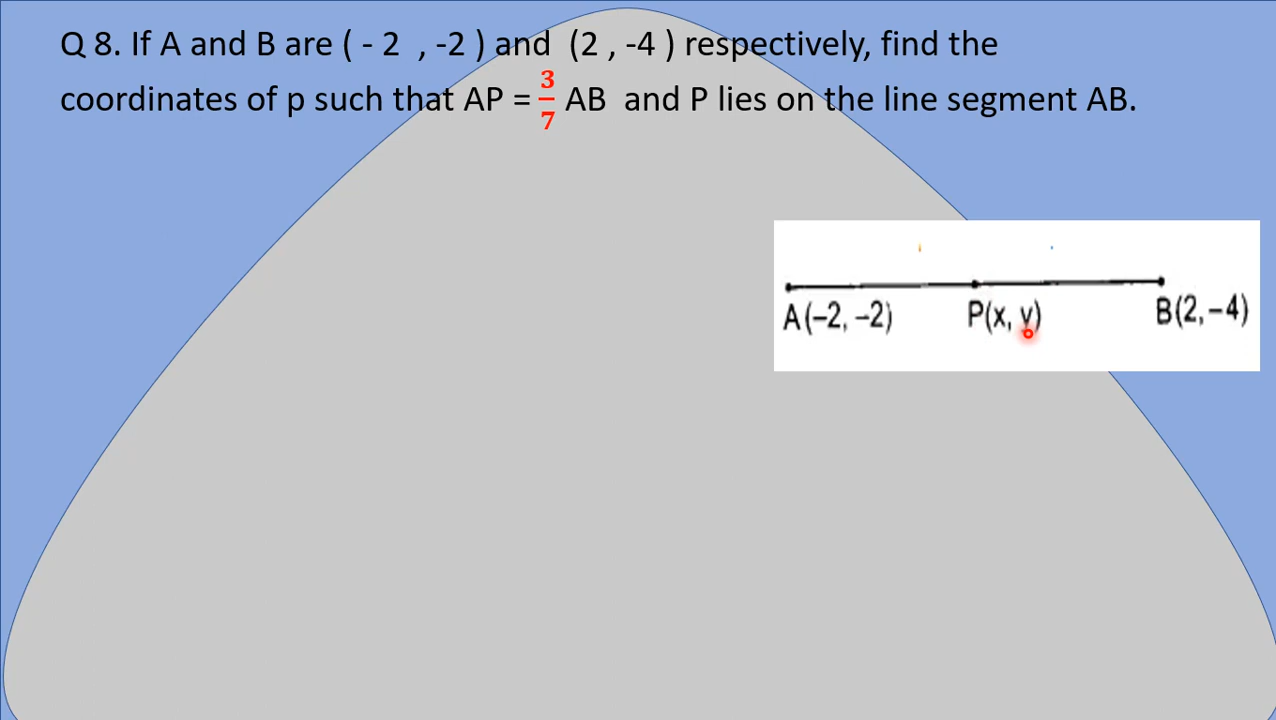 Q 8. If A and B are ( - 2 , -2 ) and (2 , -4 ) respectively, find the
coordinates of p such that AP = 3/7 AB and P lies on the line segment AB.
A(–2, –2) P(x, y) B(2, –4)